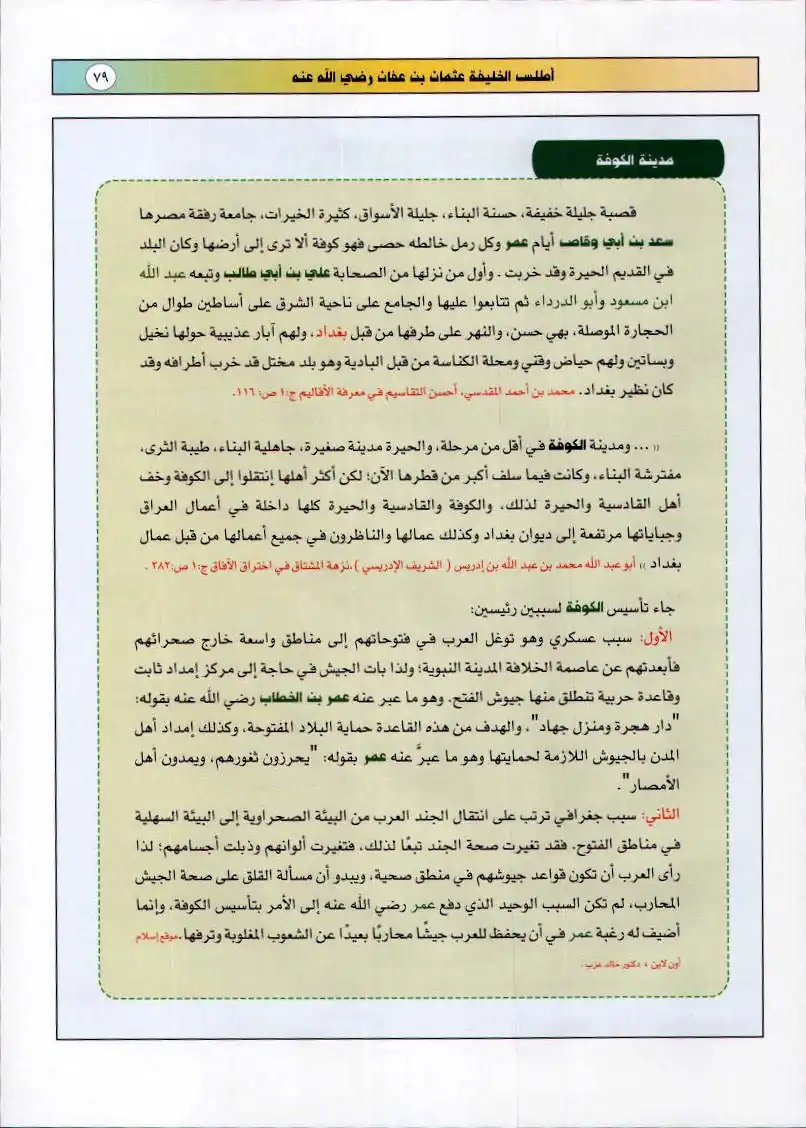 أطلس الخليفة عثمان بن عفان رضي الله عنه
٧٩
مدينة الكوفة
قصبة جليلة خفيفة، حسنة البناء، جليلة الأسواق، كثيرة الخيرات، جامعة رفقة مصرها
سعد بن أبي وقاص أيام عمر وكل رمل خالطه حصى فهو كوفة ألا ترى إلى أرضها وكان البلد
في القديم الحيرة وقد خربت . وأول من نزلها من الصحابة علي بن أبي طالب وتبعه عبد الله
ابن مسعود وأبو الدرداء ثم تتابعوا عليها والجامع على ناحية الشرق على أساطين طوال من
الحجارة الموصلة، بهي حسن، والنهر على طرفها من قبل بغداد، ولهم آبار عذيبية حولها نخيل
وبساتين ولهم حياض وقني ومحلة الكناسة من قبل البادية وهو بلد مختل قد خرب أطرافه وقد
كان نظير بغداد. محمد بن أحمد المقدسي، أحسن التقاسيم في معرفة الأقاليم ج:١ ص: ١١٦.
« ... ومدينة الكوفة في أقل من مرحلة، والحيرة مدينة صغيرة، جاهلية البناء، طيبة الثرى،
مفترشة البناء، وكانت فيما سلف أكبر من قطرها الآن؛ لكن أكثر أهلها إنتقلوا إلى الكوفة وخف
أهل القادسية والحيرة لذلك، والكوفة والقادسية والحيرة كلها داخلة في أعمال العراق
وجباياتها مرتفعة إلى ديوان بغداد وكذلك عمالها والناظرون في جميع أعمالها من قبل عمال
بغداد » أبو عبد الله محمد بن عبد الله بن إدريس ( الشريف الإدريسي ) ،نزهة المشتاق في اختراق الآفاق ج:١ ص:٣٨٢ .
جاء تأسيس الكوفة لسببين رئيسين:
الأول: سبب عسكري وهو توغل العرب في فتوحاتهم إلى مناطق واسعة خارج صحرائهم
فأبعدتهم عن عاصمة الخلافة المدينة النبوية؛ ولذا بات الجيش في حاجة إلى مركز إمداد ثابت
وقاعدة حربية تنطلق منها جيوش الفتح. وهو ما عبر عنه عمر بن الخطاب رضي الله عنه بقوله:
"دار هجرة ومنزل جهاد"، والهدف من هذه القاعدة حماية البلاد المفتوحة، وكذلك إمداد أهل
المدن بالجيوش اللازمة لحمايتها وهو ما عبرَّ عنه عمر بقوله: "يحرزون ثغورهم، ويمدون أهل
الأمصار".
الثاني: سبب جغرافي ترتب على انتقال الجند العرب من البيئة الصحراوية إلى البيئة السهلية
في مناطق الفتوح. فقد تغيرت صحة الجند تبعًا لذلك، فتغيرت ألوانهم وذبلت أجسامهم؛ لذا
رأى العرب أن تكون قواعد جيوشهم في منطق صحية، ويبدو أن مسألة القلق على صحة الجيش
المحارب، لم تكن السبب الوحيد الذي دفع عمر رضي الله عنه إلى الأمر بتأسيس الكوفة، وإنما
أضيف له رغبة عمر في أن يحفظ للعرب جيشًا محاربًا بعيدًا عن الشعوب المغلوبة وترفها.موقع إسلام
أون لاين ، دكتور خالد عزب .